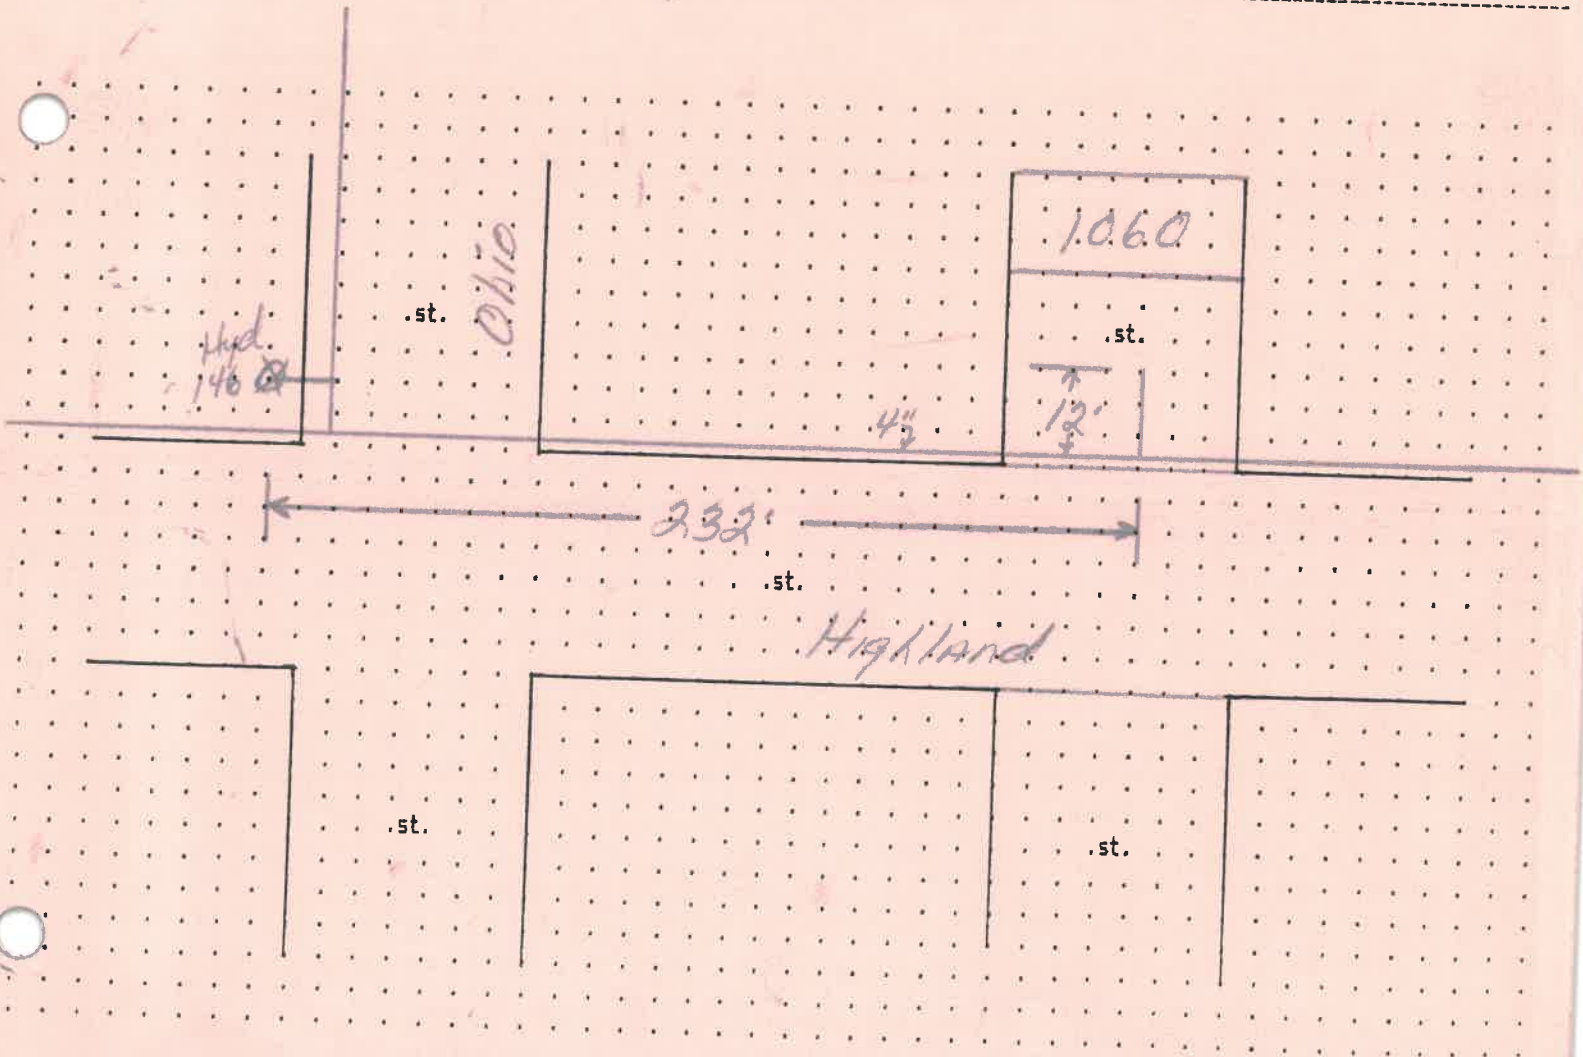 Ohio
1060
.st.
.st.
Hyd.
146
4"
12'
232'
.st.
Highland
.st.
.st.